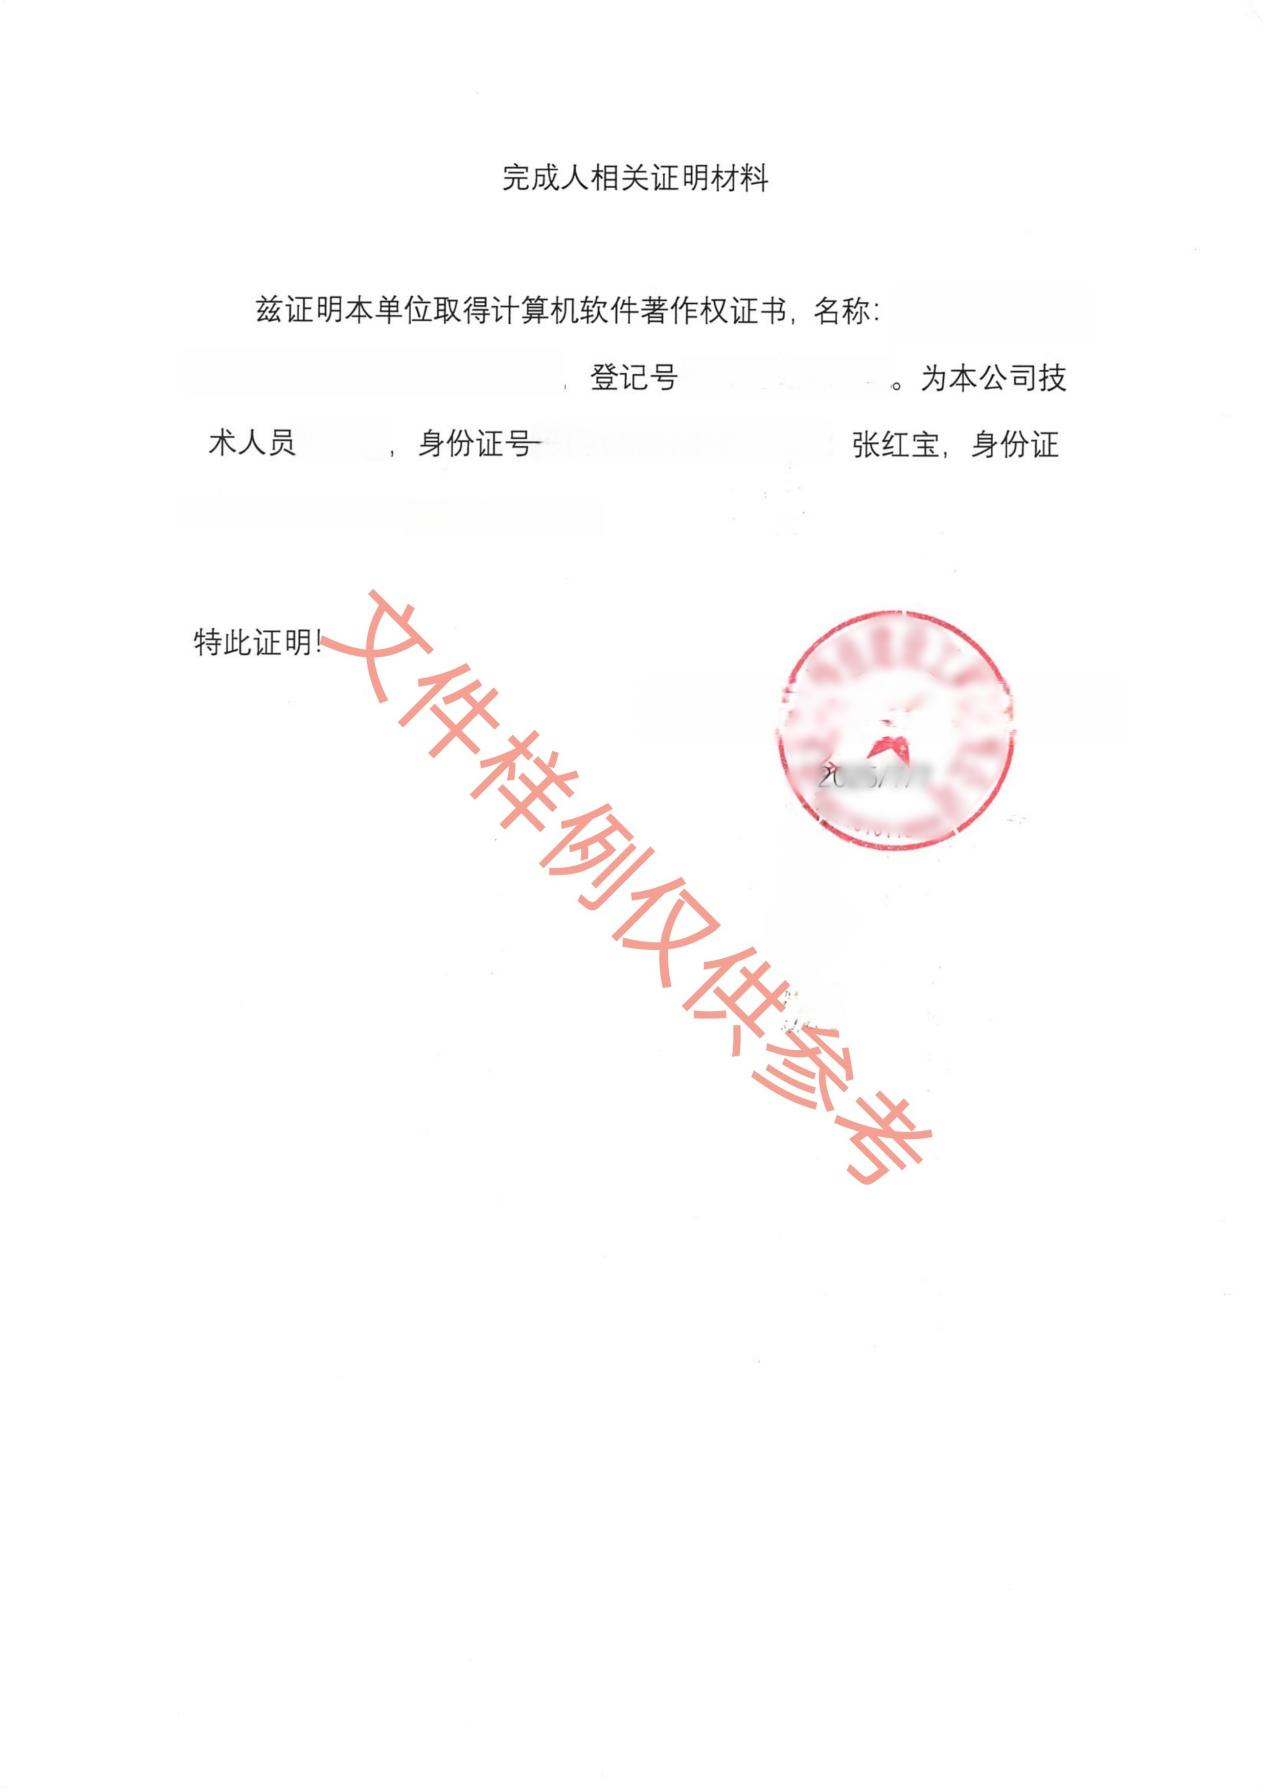 完成人相关证明材料
兹证明本单位取得计算机软件著作权证书，名称：
，登记号 。为本公司技
术人员 ，身份证号 张红宝，身份证
特此证明！
文件样例仅供参考